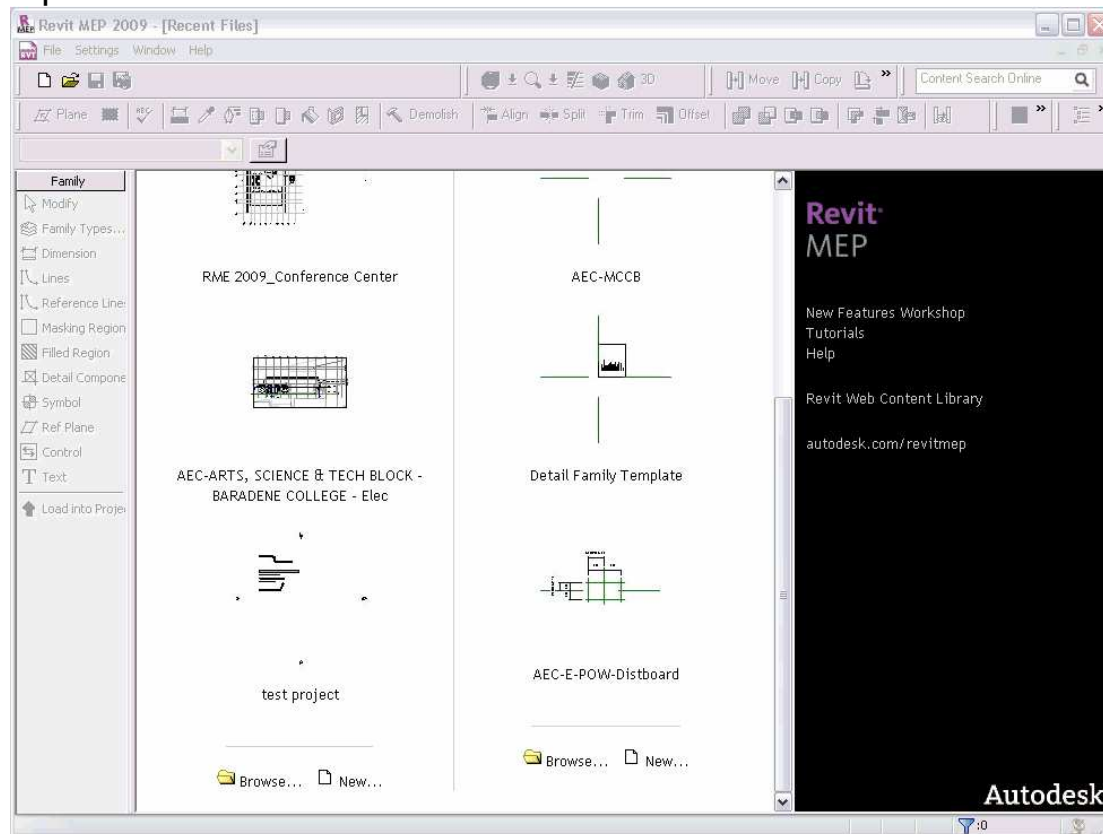 Revit MEP 2009 - [Recent Files]
File Settings Window Help
3D Move Copy Content Search Online
Plane Demolish Align Split Trim Offset
Family
Modify
Family Types...
Dimension
Lines
Reference Line
Masking Region
Filled Region
Detail Compone
Symbol
Ref Plane
Control
Text
Load into Proje
RME 2009_Conference Center
AEC-ARTS, SCIENCE & TECH BLOCK -
BARADENE COLLEGE - Elec
test project
Browse... New...
AEC-MCCB
Detail Family Template
AEC-E-POW-Distboard
Browse... New...
Revit
MEP
New Features Workshop
Tutorials
Help
Revit Web Content Library
autodesk.com/revitmep
Autodesk
:0